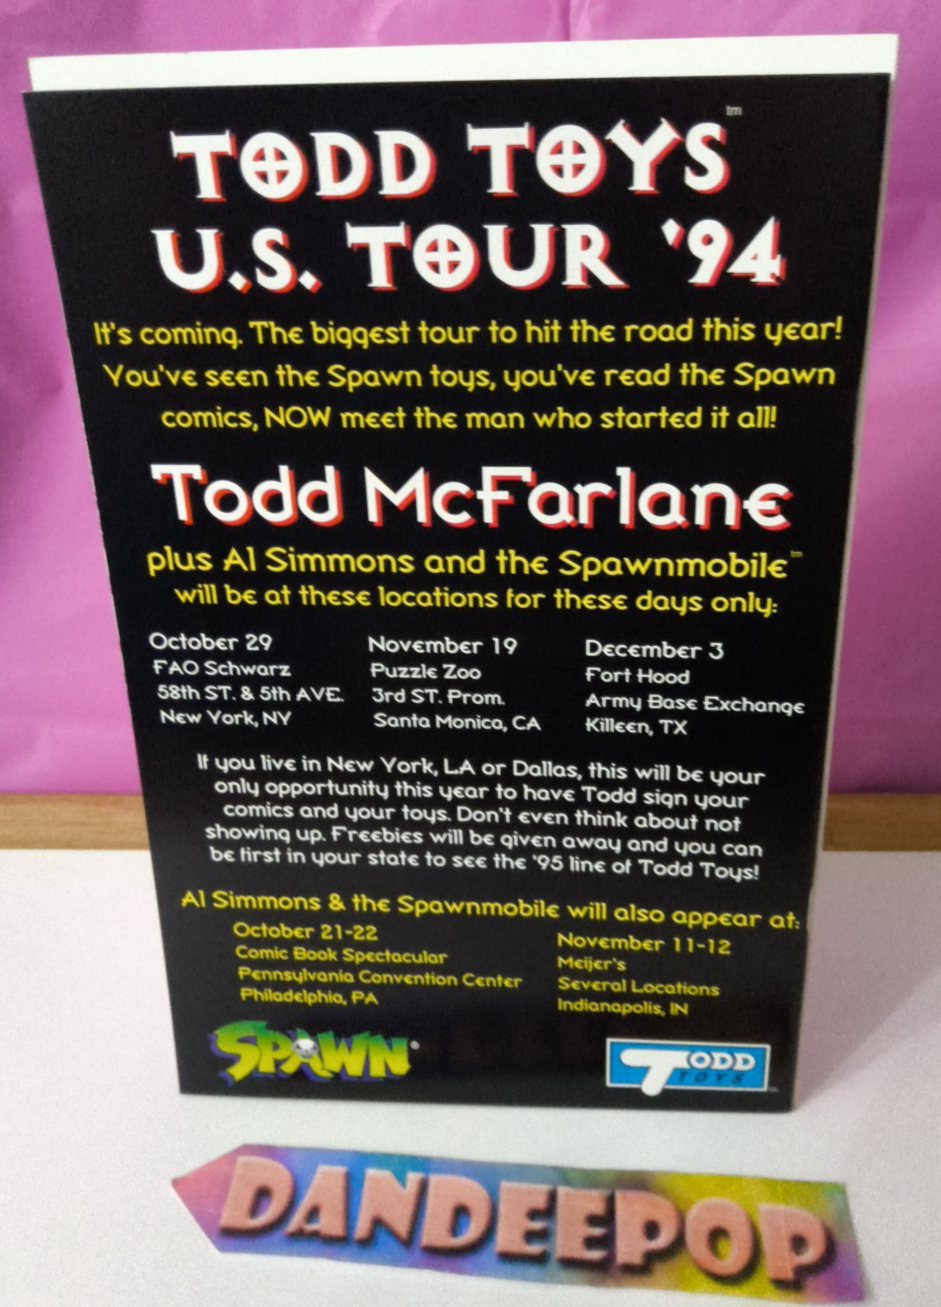 TODD TOYS™
U.S. TOUR '94
It's coming. The biggest tour to hit the road this year!
You've seen the Spawn toys, you've read the Spawn
comics, NOW meet the man who started it all!
Todd McFarlane
plus Al Simmons and the Spawnmobile™
will be at these locations for these days only:
October 29
FAO Schwarz
58th ST. & 5th AVE.
New York, NY
November 19
Puzzle Zoo
3rd ST. Prom.
Santa Monica, CA
December 3
Fort Hood
Army Base Exchange
Killeen, TX
If you live in New York, LA or Dallas, this will be your
only opportunity this year to have Todd sign your
comics and your toys. Don't even think about not
showing up. Freebies will be given away and you can
be first in your state to see the '95 line of Todd Toys!
Al Simmons & the Spawnmobile will also appear at:
October 21-22
Comic Book Spectacular
Pennsylvania Convention Center
Philadelphia, PA
November 11-12
Meijer's
Several Locations
Indianapolis, IN
SPAWN®
TODD
TOYS™
DANDEEPOP